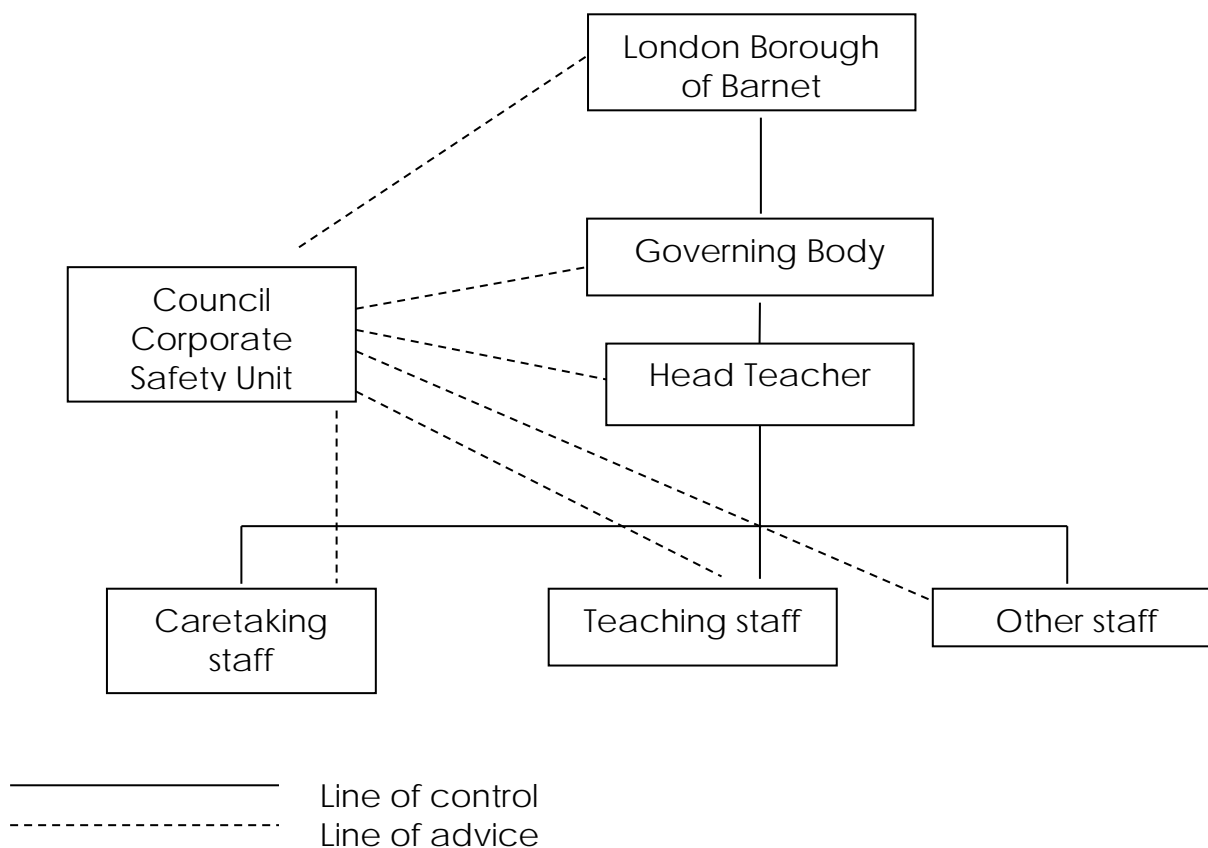 London Borough
of Barnet
Governing Body
Council
Corporate
Safety Unit
Head Teacher
Caretaking
staff
Teaching staff
Other staff
Line of control
Line of advice